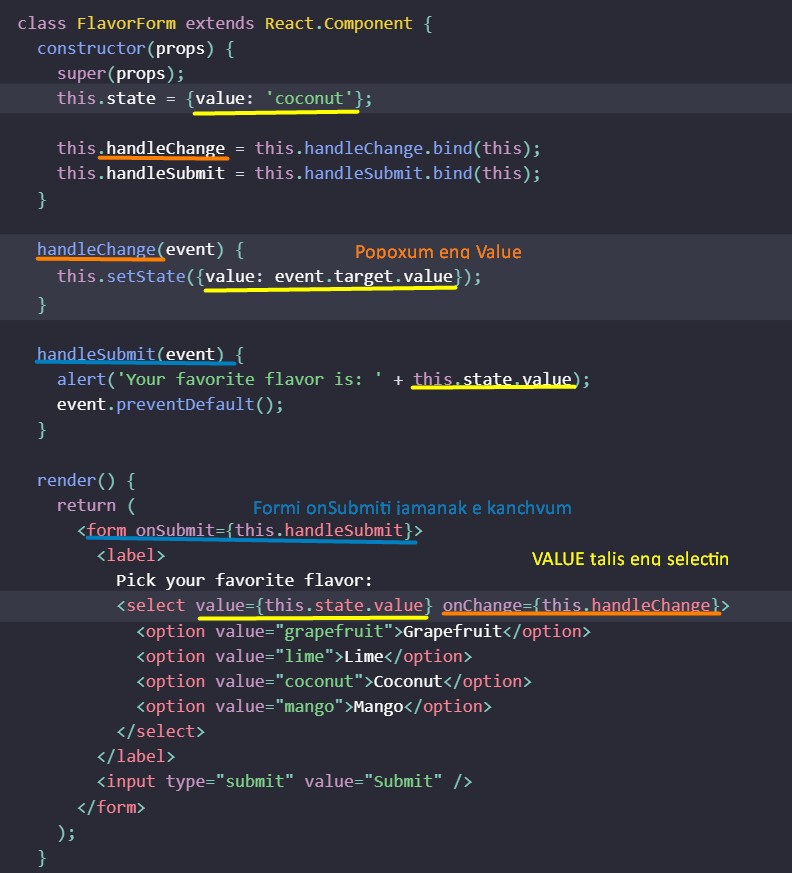 class FlavorForm extends React.Component {
constructor(props) {
super(props);
this.state = {value: 'coconut'};
this.handleChange = this.handleChange.bind(this);
this.handleSubmit = this.handleSubmit.bind(this);
}
handleChange(event) {
Popoxum enq Value
this.setState({value: event.target.value});
}
handleSubmit(event) {
alert('Your favorite flavor is: ' + this.state.value);
event.preventDefault();
}
render() {
return (
Formi onSubmiti jamanak e kanchvum
<form onSubmit={this.handleSubmit}>
<label>
VALUE talis enq selectin
Pick your favorite flavor:
<select value={this.state.value} onChange={this.handleChange}>
<option value="grapefruit">Grapefruit</option>
<option value="lime">Lime</option>
<option value="coconut">Coconut</option>
<option value="mango">Mango</option>
</select>
</label>
<input type="submit" value="Submit" />
</form>
);
}